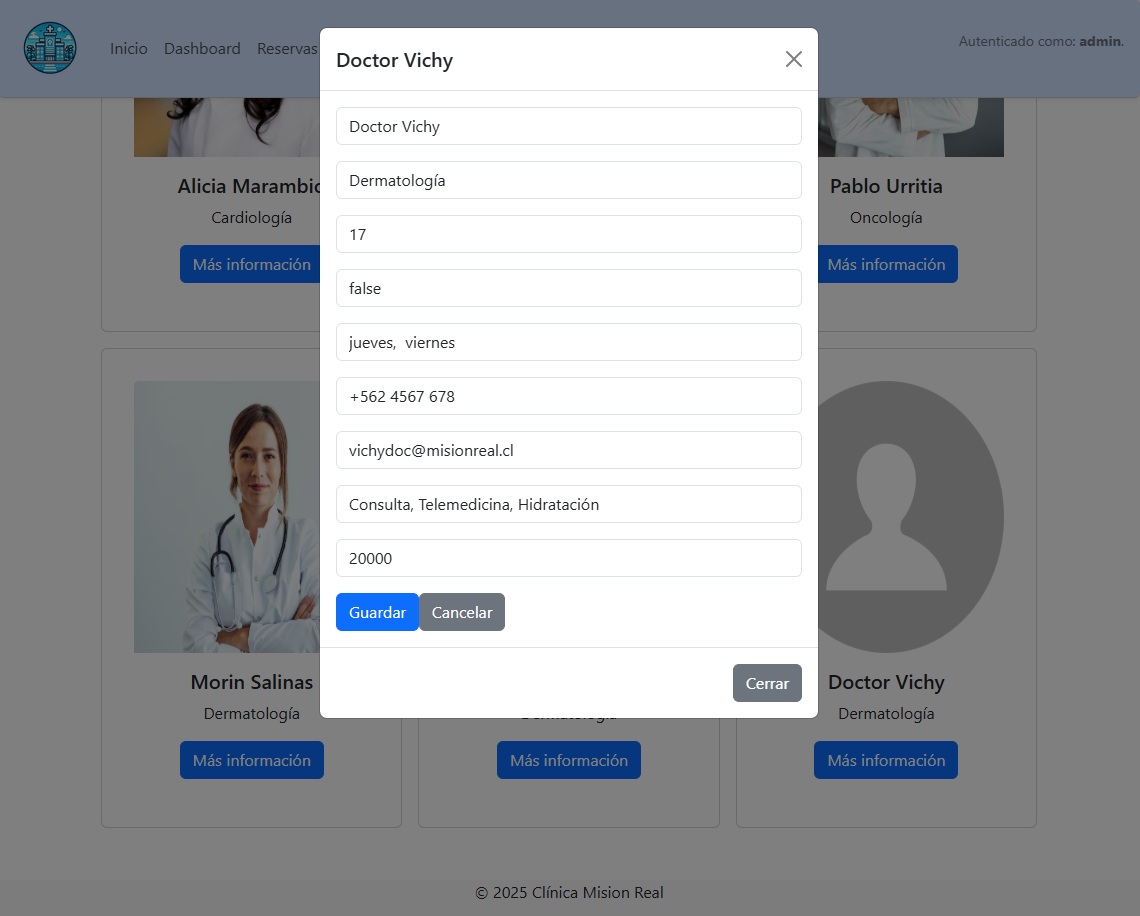 Inicio Dashboard Reservas
Autenticado como: admin.
Doctor Vichy
Doctor Vichy
Dermatología
17
false
jueves,  viernes
+562 4567 678
vichydoc@misionreal.cl
Consulta, Telemedicina, Hidratación
20000
Guardar Cancelar
Cerrar
Alicia Marambio
Cardiología
Más información
Pablo Urritia
Oncología
Más información
Morin Salinas
Dermatología
Más información
Dermatología
Más información
Doctor Vichy
Dermatología
Más información
© 2025 Clínica Mision Real